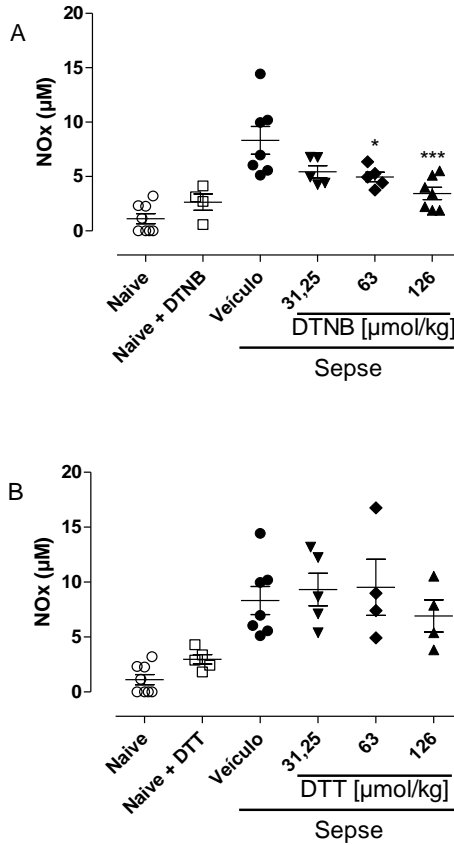 A
20
15
10
5
0
NOx (µM)
* ***
Naive
Naive + DTNB
Veículo
31,25
63
126
DTNB [µmol/kg]
Sepse
B
20
15
10
5
0
NOx (µM)
Naive
Naive + DTT
Veículo
31,25
63
126
DTT [µmol/kg]
Sepse